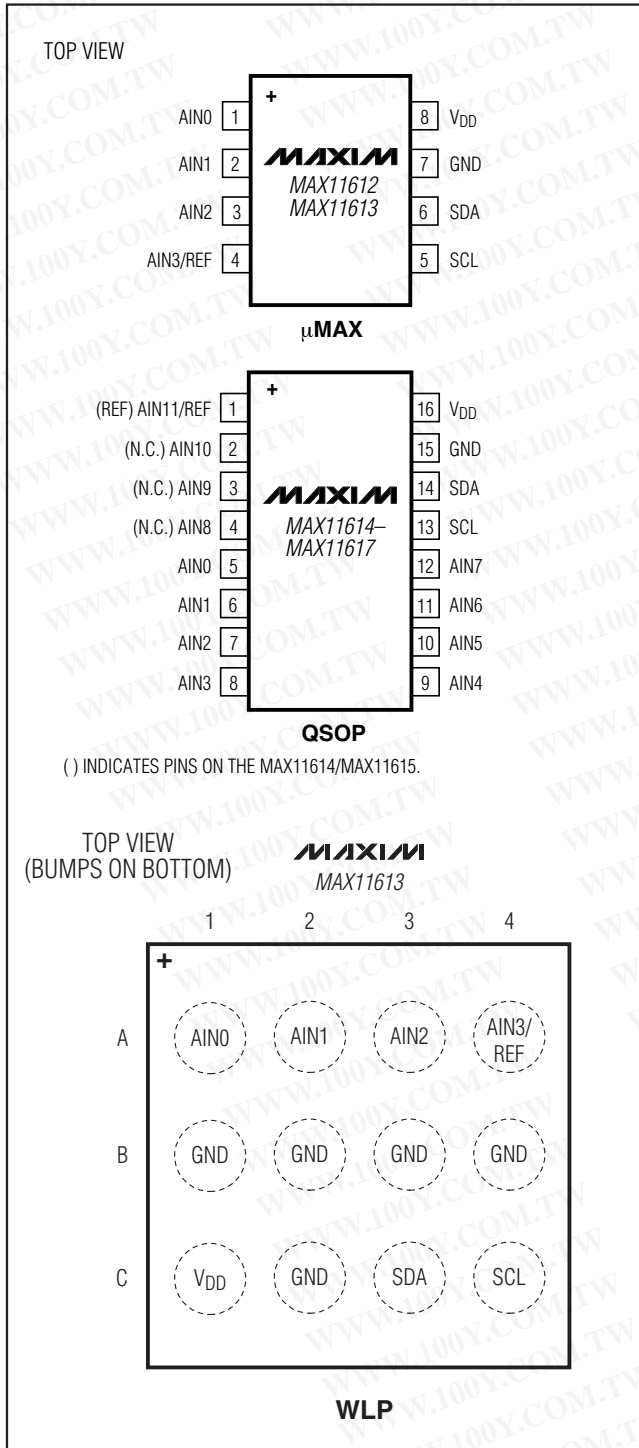 TOP VIEW
+
MAXIM
MAX11612
MAX11613
AIN0 1
AIN1 2
AIN2 3
AIN3/REF 4
8 VDD
7 GND
6 SDA
5 SCL
µMAX
+
MAXIM
MAX11614–
MAX11617
(REF) AIN11/REF 1
(N.C.) AIN10 2
(N.C.) AIN9 3
(N.C.) AIN8 4
AIN0 5
AIN1 6
AIN2 7
AIN3 8
16 VDD
15 GND
14 SDA
13 SCL
12 AIN7
11 AIN6
10 AIN5
9 AIN4
QSOP
( ) INDICATES PINS ON THE MAX11614/MAX11615.
TOP VIEW
(BUMPS ON BOTTOM)
MAXIM
MAX11613
1 2 3 4
+
A AIN0 AIN1 AIN2 AIN3/
REF
B GND GND GND GND
C VDD GND SDA SCL
WLP
WWW.100Y.COM.TW